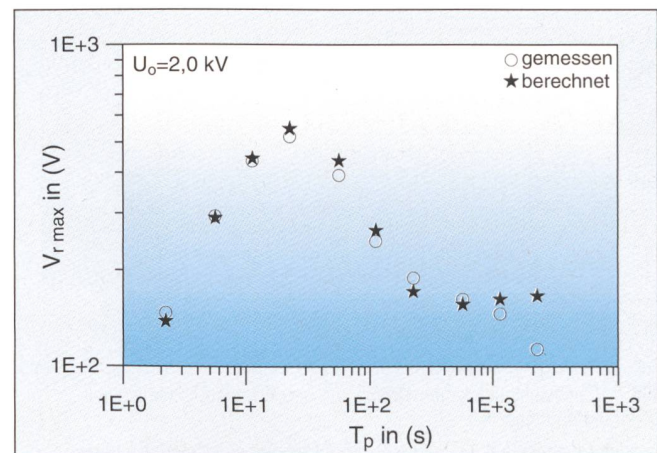 1E+3
U₀=2,0 kV
gemessen
berechnet
V_r max in (V)
1E+2
1E+0
1E+1
1E+2
1E+3
1E+3
T_p in (s)